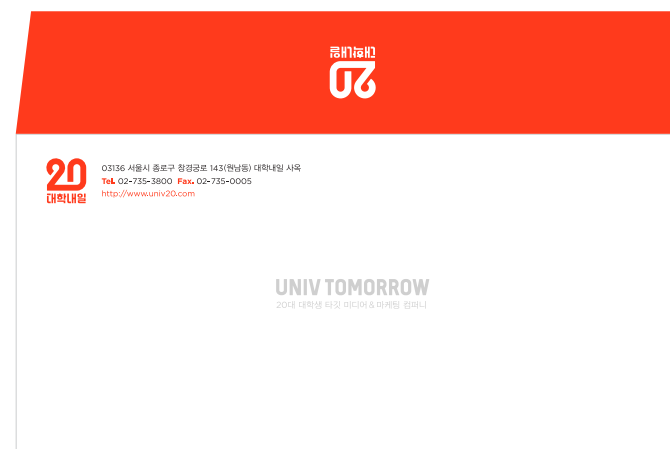 20
대학내일
20
대학내일
03136 서울시 종로구 창경궁로 143(원남동) 대학내일 사옥
Tel. 02-735-3800 Fax. 02-735-0005
http://www.univ20.com
UNIV TOMORROW
20대 대학생 타깃 미디어 & 마케팅 컴퍼니